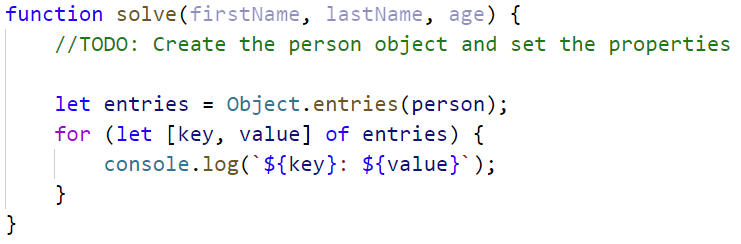 function solve(firstName, lastName, age) {
    //TODO: Create the person object and set the properties
    let entries = Object.entries(person);
    for (let [key, value] of entries) {
        console.log(`${key}: ${value}`);
    }
}